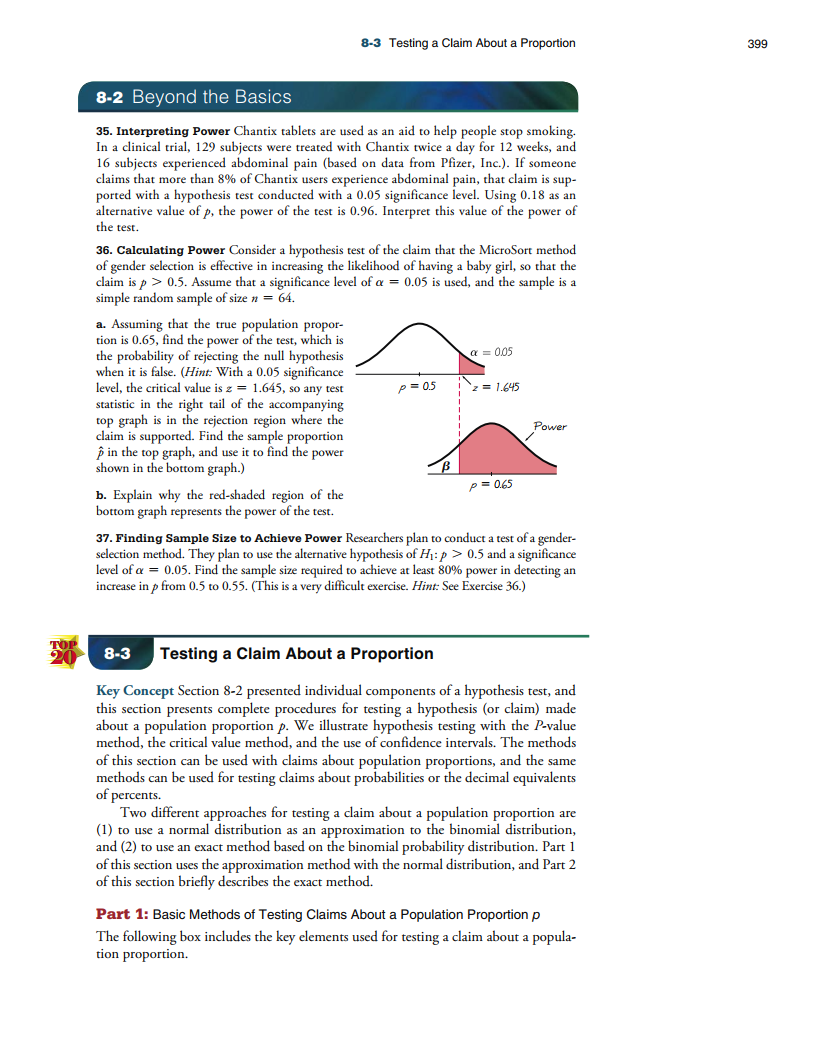 8-3 Testing a Claim About a Proportion 399
8-2 Beyond the Basics
35. Interpreting Power Chantix tablets are used as an aid to help people stop smoking.
In a clinical trial, 129 subjects were treated with Chantix twice a day for 12 weeks, and
16 subjects experienced abdominal pain (based on data from Pfizer, Inc.). If someone
claims that more than 8% of Chantix users experience abdominal pain, that claim is sup-
ported with a hypothesis test conducted with a 0.05 significance level. Using 0.18 as an
alternative value of p, the power of the test is 0.96. Interpret this value of the power of
the test.
36. Calculating Power Consider a hypothesis test of the claim that the MicroSort method
of gender selection is effective in increasing the likelihood of having a baby girl, so that the
claim is p > 0.5. Assume that a significance level of α = 0.05 is used, and the sample is a
simple random sample of size n = 64.
a. Assuming that the true population propor-
tion is 0.65, find the power of the test, which is
the probability of rejecting the null hypothesis
when it is false. (Hint: With a 0.05 significance
level, the critical value is z = 1.645, so any test
statistic in the right tail of the accompanying
top graph is in the rejection region where the
claim is supported. Find the sample proportion
p̂ in the top graph, and use it to find the power
shown in the bottom graph.)
α = 0.05
p = 0.5
z = 1.645
Power
β
p = 0.65
b. Explain why the red-shaded region of the
bottom graph represents the power of the test.
37. Finding Sample Size to Achieve Power Researchers plan to conduct a test of a gender-
selection method. They plan to use the alternative hypothesis of H₁: p > 0.5 and a significance
level of α = 0.05. Find the sample size required to achieve at least 80% power in detecting an
increase in p from 0.5 to 0.55. (This is a very difficult exercise. Hint: See Exercise 36.)
TOP
20
8-3 Testing a Claim About a Proportion
Key Concept Section 8-2 presented individual components of a hypothesis test, and
this section presents complete procedures for testing a hypothesis (or claim) made
about a population proportion p. We illustrate hypothesis testing with the P-value
method, the critical value method, and the use of confidence intervals. The methods
of this section can be used with claims about population proportions, and the same
methods can be used for testing claims about probabilities or the decimal equivalents
of percents.
Two different approaches for testing a claim about a population proportion are
(1) to use a normal distribution as an approximation to the binomial distribution,
and (2) to use an exact method based on the binomial probability distribution. Part 1
of this section uses the approximation method with the normal distribution, and Part 2
of this section briefly describes the exact method.
Part 1: Basic Methods of Testing Claims About a Population Proportion p
The following box includes the key elements used for testing a claim about a popula-
tion proportion.